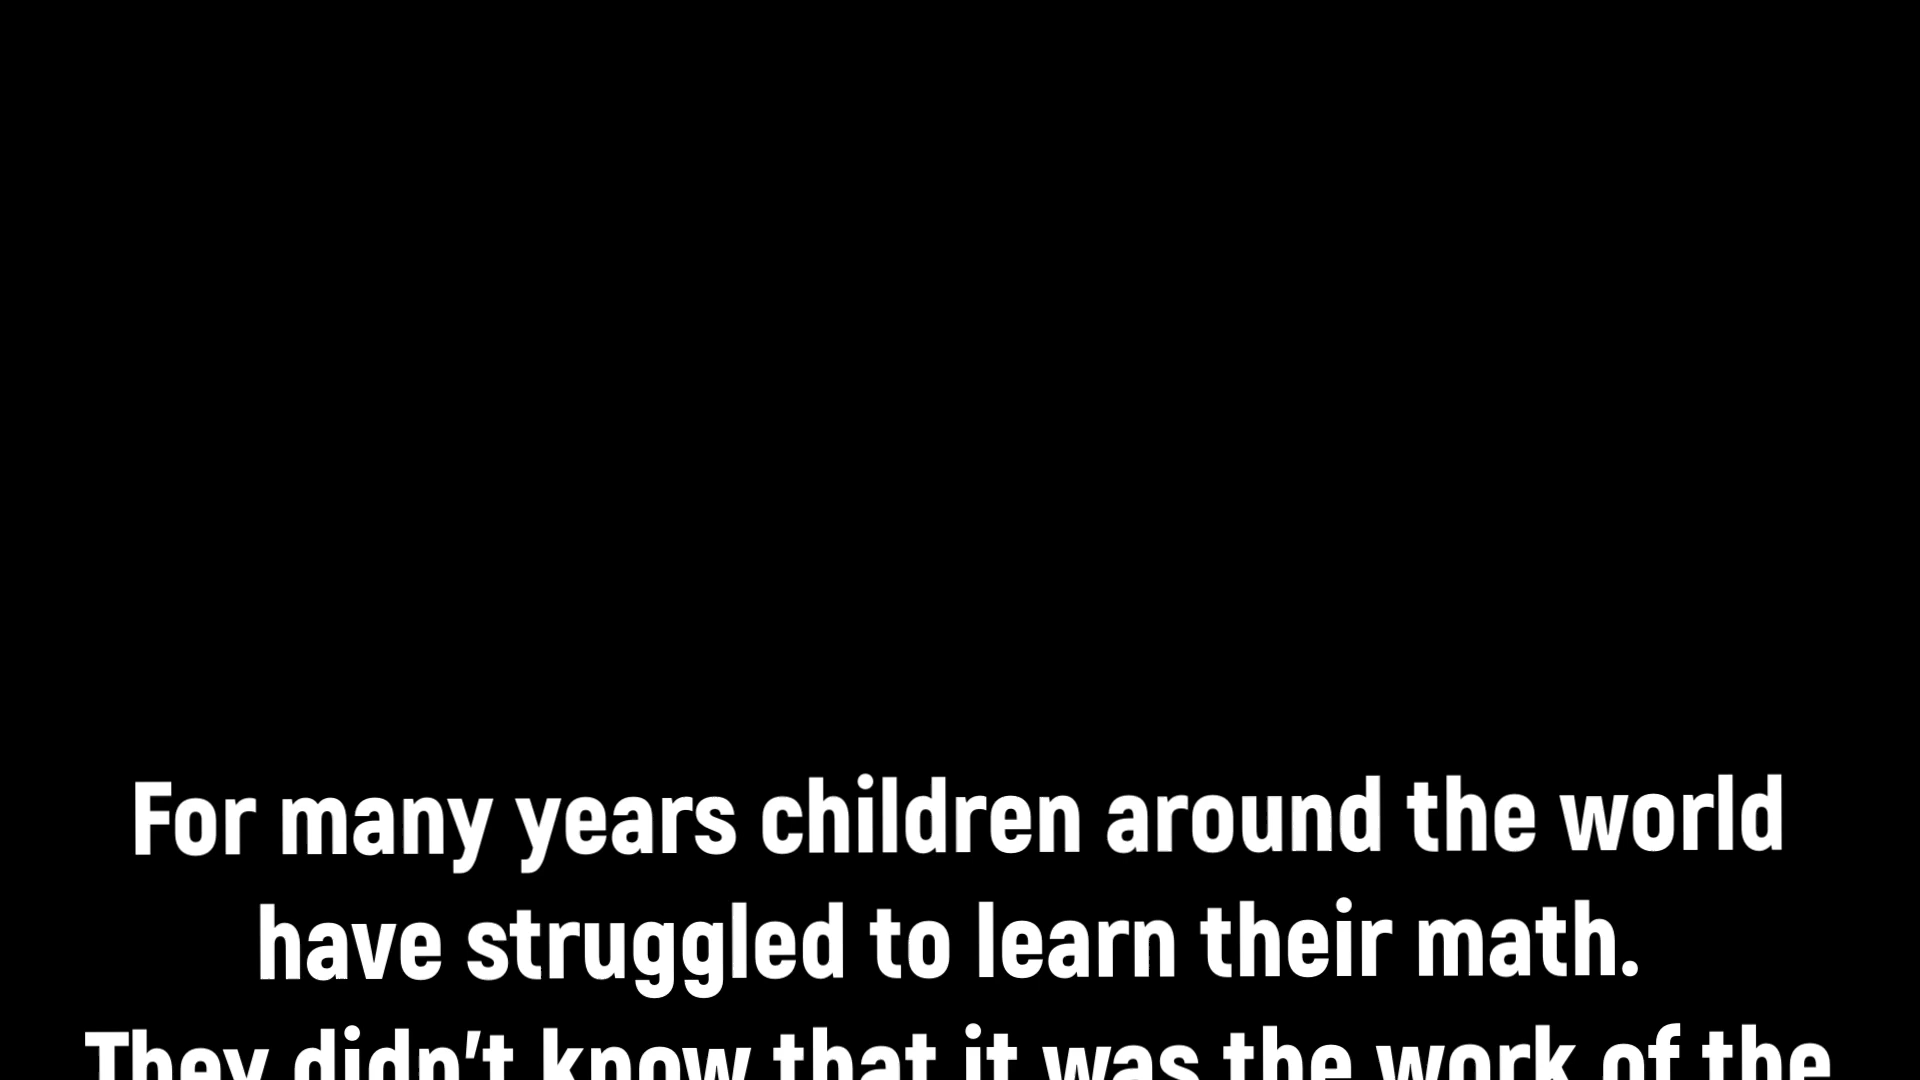 For many years children around the world
have struggled to learn their math.
They didn't know that it was the work of the